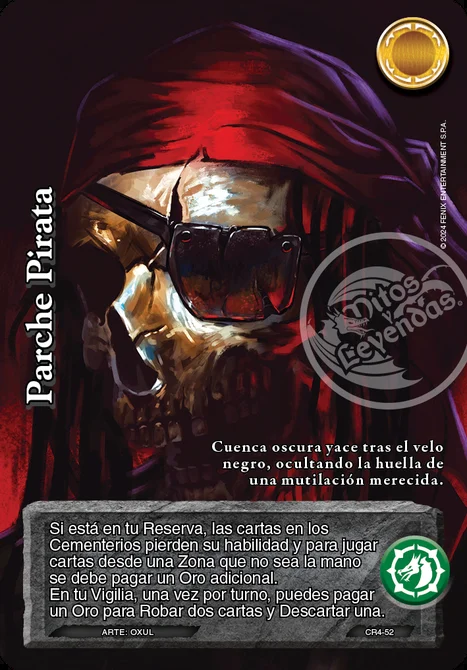 Parche Pirata
© 2024 FENIX ENTERTAINMENT S.P.A.
Mitos
y
Leyendas
Cuenca oscura yace tras el velo
negro, ocultando la huella de
una mutilación merecida.
Si está en tu Reserva, las cartas en los
Cementerios pierden su habilidad y para jugar
cartas desde una Zona que no sea la mano
se debe pagar un Oro adicional.
En tu Vigilia, una vez por turno, puedes pagar
un Oro para Robar dos cartas y Descartar una.
ARTE: OXUL
CR4-52